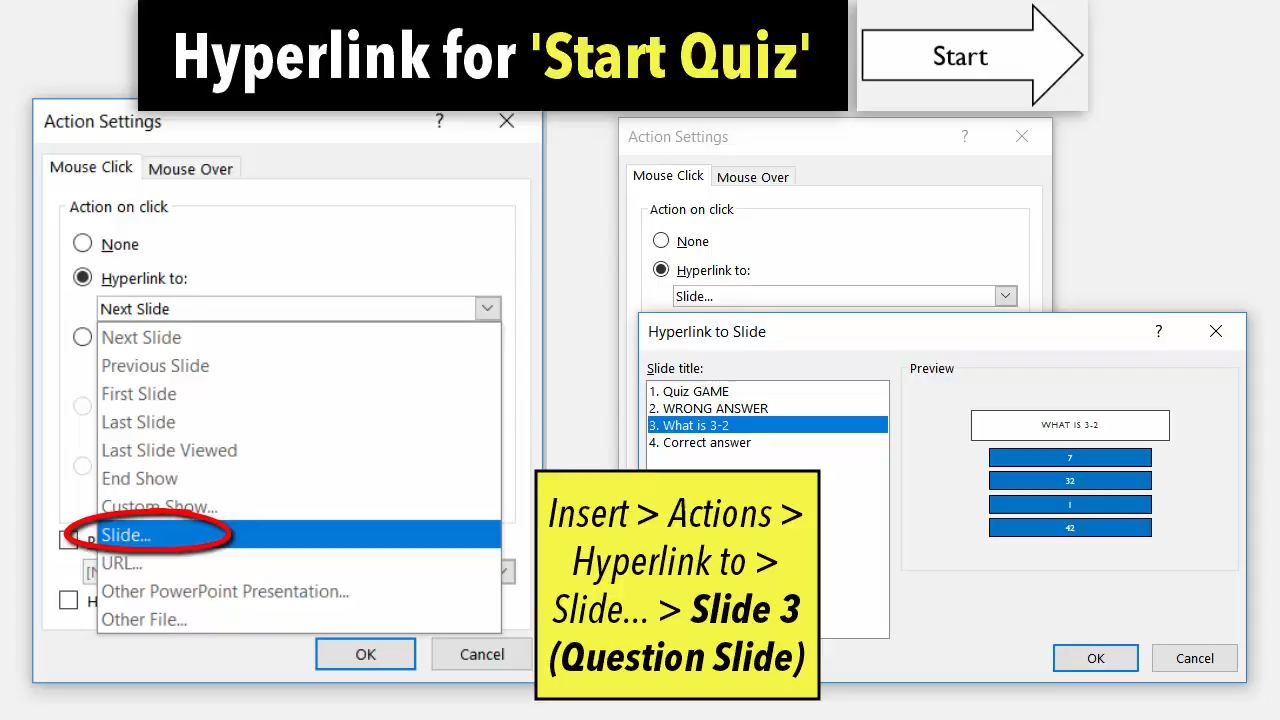 Hyperlink for 'Start Quiz'
Start
Action Settings
?
Mouse Click
Mouse Over
Action on click
None
Hyperlink to:
Next Slide
Next Slide
Previous Slide
First Slide
Last Slide
Last Slide Viewed
End Show
Custom Show...
Slide...
URL...
Other PowerPoint Presentation...
Other File...
OK
Cancel
Action Settings
?
Mouse Click
Mouse Over
Action on click
None
Hyperlink to:
Slide...
Hyperlink to Slide
?
Slide title:
1. Quiz GAME
2. WRONG ANSWER
3. What is 3-2
4. Correct answer
Preview
WHAT IS 3-2
7
32
1
42
OK
Cancel
Insert > Actions >
Hyperlink to >
Slide... > Slide 3
(Question Slide)